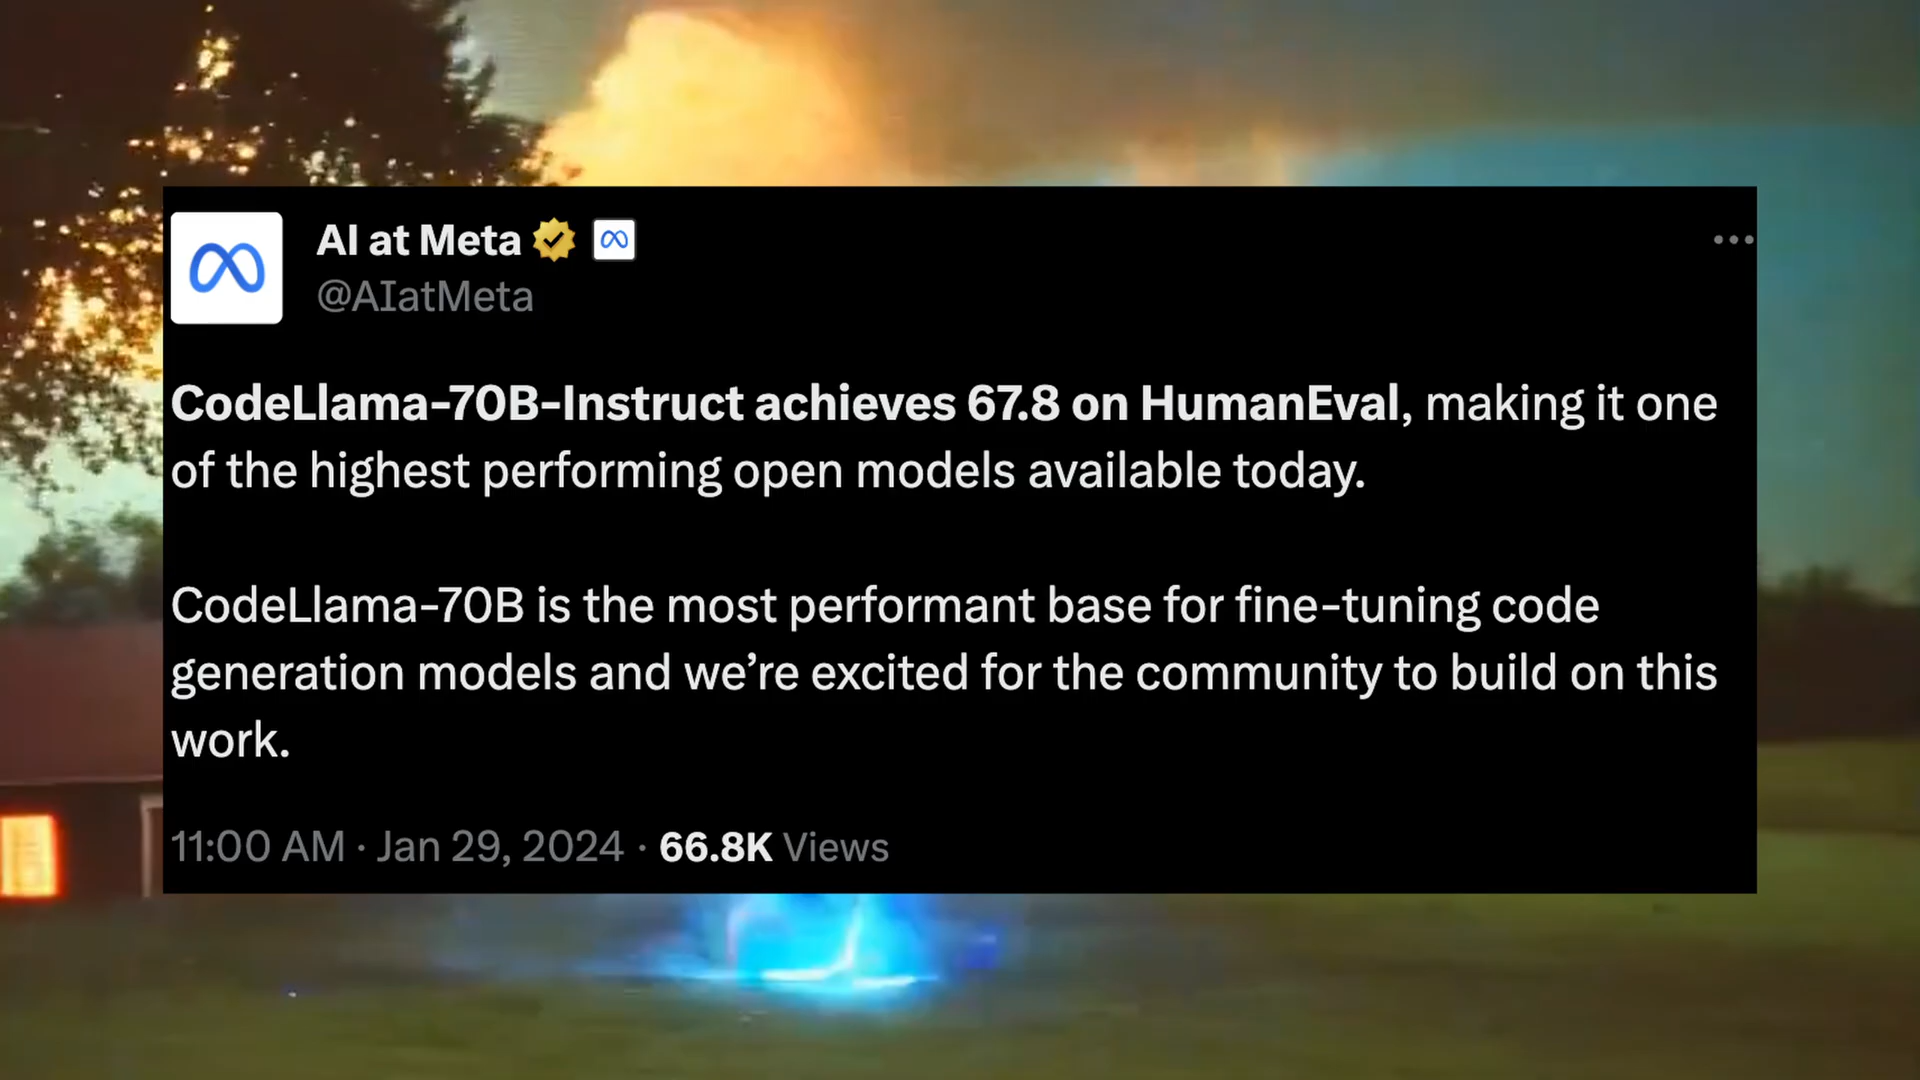 AI at Meta
@AIatMeta
CodeLlama-70B-Instruct achieves 67.8 on HumanEval, making it one
of the highest performing open models available today.
CodeLlama-70B is the most performant base for fine-tuning code
generation models and we’re excited for the community to build on this
work.
11:00 AM · Jan 29, 2024 · 66.8K Views